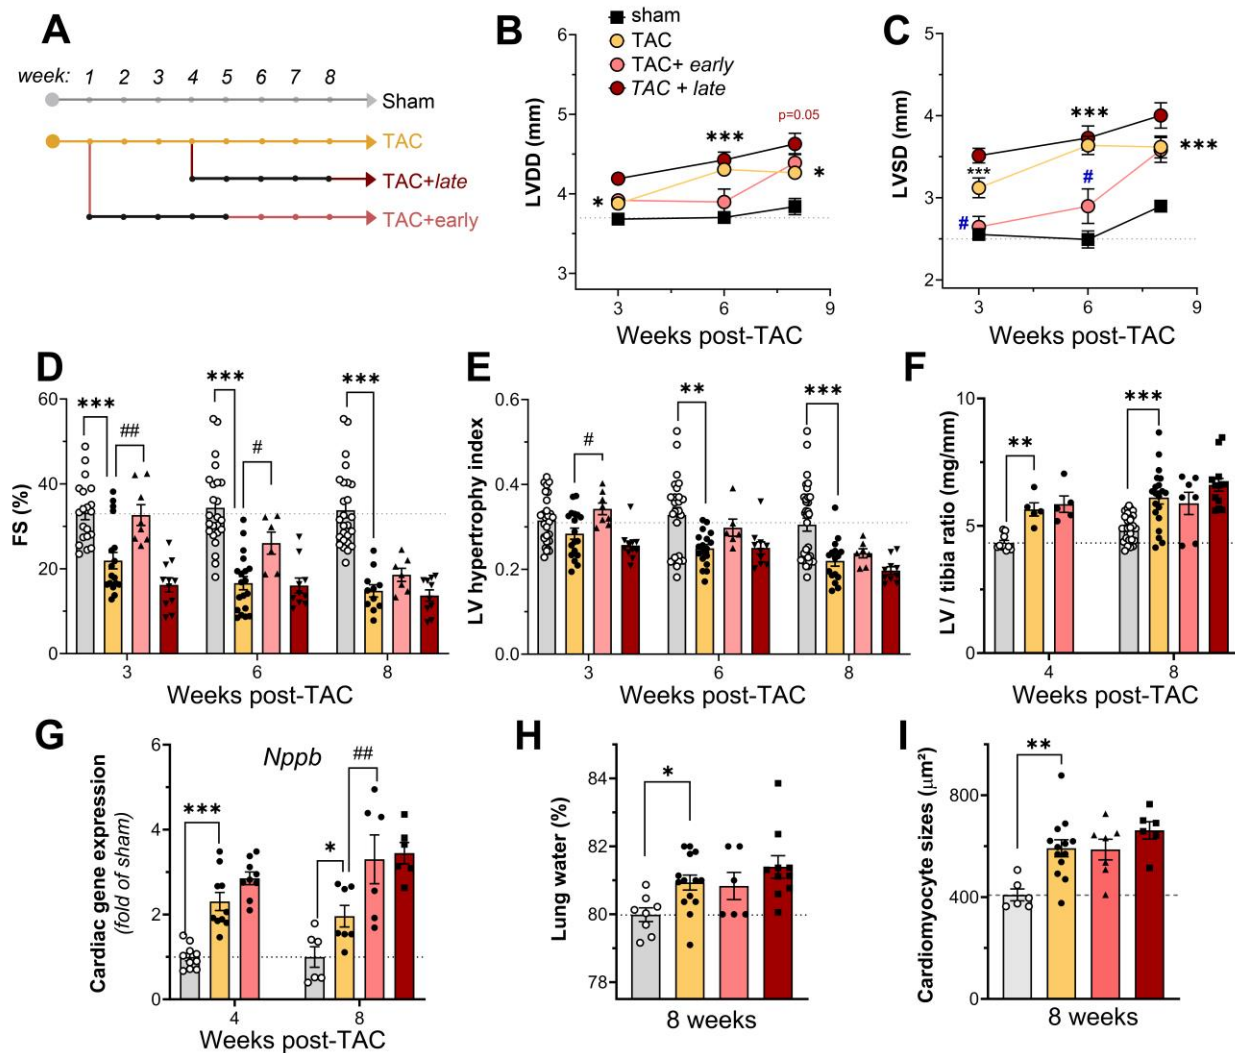 A
week: 1 2 3 4 5 6 7 8
Sham
TAC
TAC+late
TAC+early
B
sham
TAC
TAC+ early
TAC + late
LVDD (mm)
6
5
4
3
p=0.05
***
*
*
3 6 9
Weeks post-TAC
C
LVSD (mm)
5
4
3
2
***
***
***
#
#
3 6 9
Weeks post-TAC
D
FS (%)
60
40
20
0
***
##
***
#
***
3 6 8
Weeks post-TAC
E
LV hypertrophy index
0.6
0.4
0.2
0.0
#
**
***
3 6 8
Weeks post-TAC
F
LV / tibia ratio (mg/mm)
10
5
0
**
***
4 8
Weeks post-TAC
G
Cardiac gene expression
(fold of sham)
Nppb
6
4
2
0
***
*
##
4 8
Weeks post-TAC
H
Lung water (%)
84
82
80
78
*
8 weeks
I
Cardiomyocyte sizes (µm²)
800
400
0
**
8 weeks